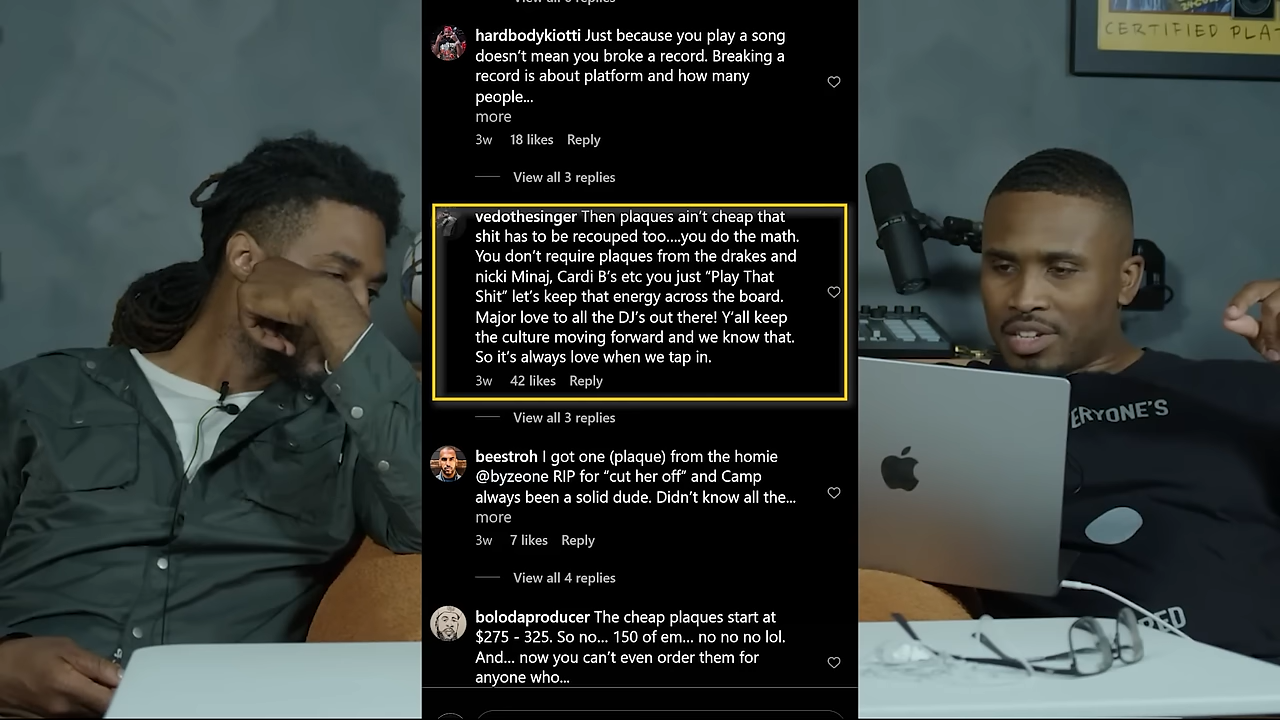 View all 6 replies
hardbodykiotti Just because you play a song
doesn't mean you broke a record. Breaking a
record is about platform and how many
people...
more
3w 18 likes Reply
View all 3 replies
vedothesinger Then plaques ain't cheap that
shit has to be recouped too....you do the math.
You don't require plaques from the drakes and
nicki Minaj, Cardi B's etc you just “Play That
Shit” let's keep that energy across the board.
Major love to all the DJ's out there! Y'all keep
the culture moving forward and we know that.
So it's always love when we tap in.
3w 42 likes Reply
View all 3 replies
beestroh I got one (plaque) from the homie
@byzeone RIP for “cut her off” and Camp
always been a solid dude. Didn't know all the...
more
3w 7 likes Reply
View all 4 replies
bolodaproducer The cheap plaques start at
$275 - 325. So no... 150 of em... no no no lol.
And... now you can't even order them for
anyone who...
CERTIFIED PLA
ERYONE'S